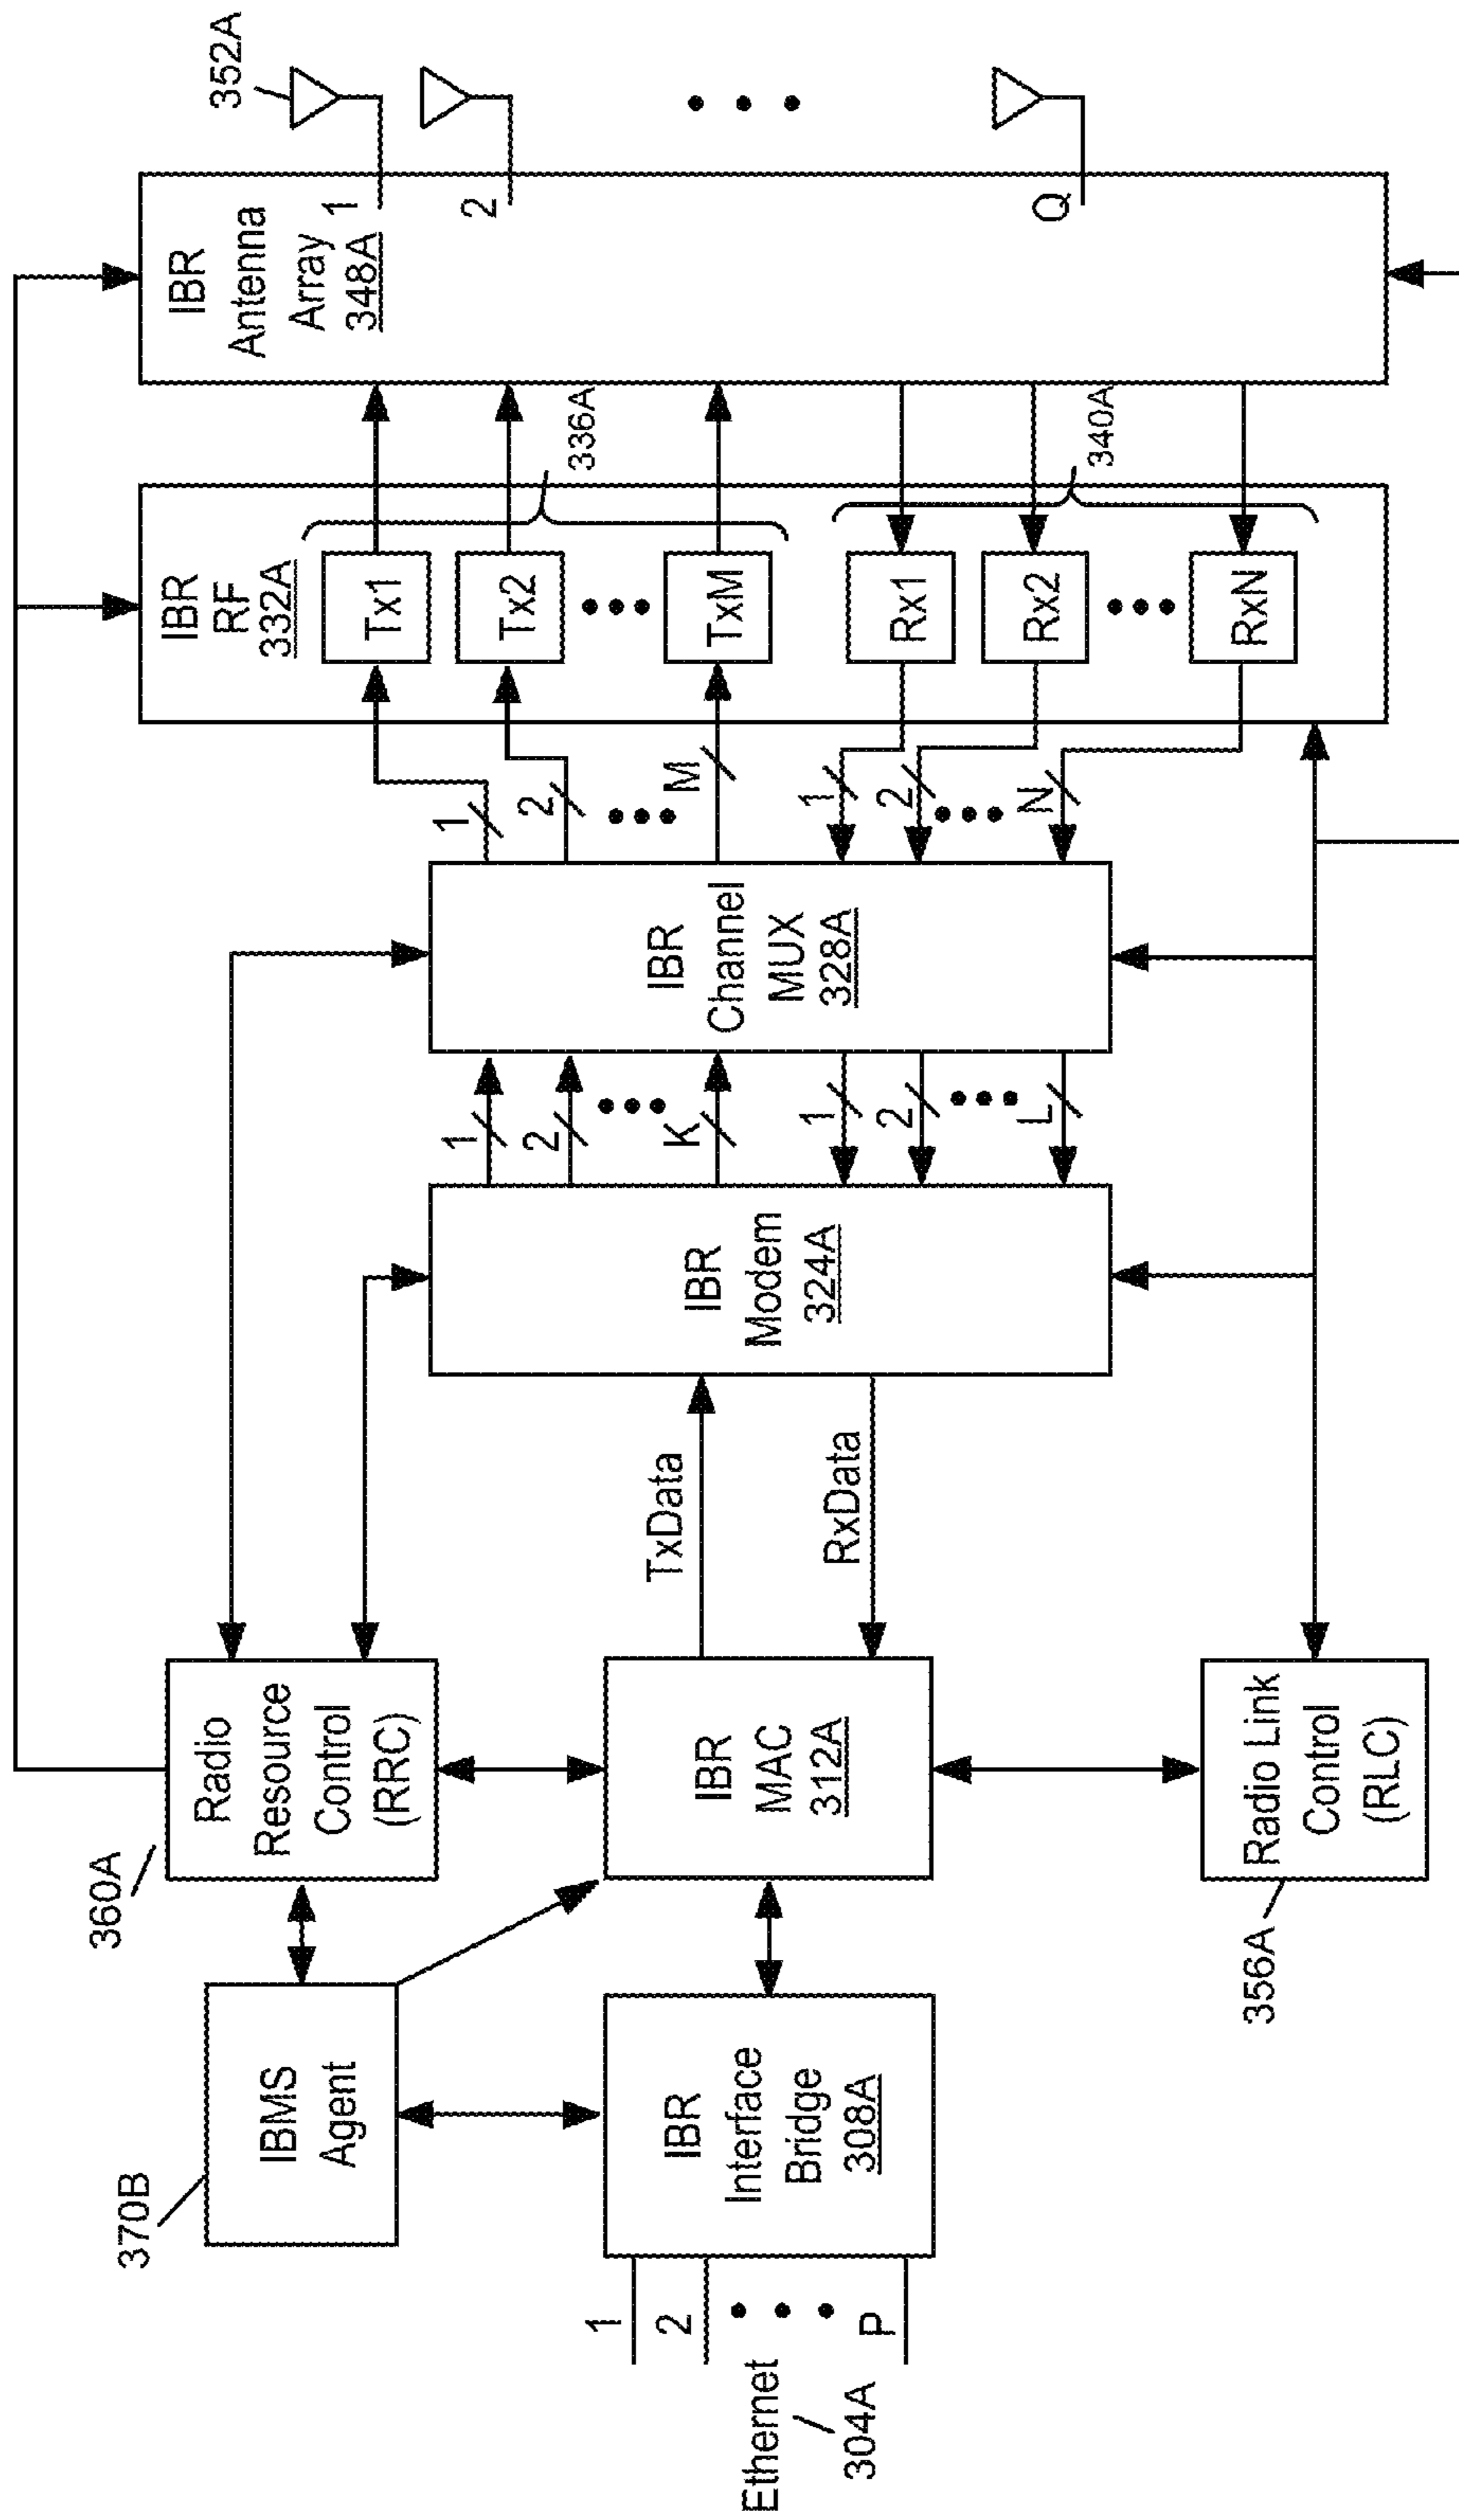 370B
IBMS
Agent
360A
Radio
Resource
Control
(RRC)
Ethernet
304A
1
2
P
IBR
Interface
Bridge
308A
IBR
MAC
312A
356A
Radio Link
Control
(RLC)
TxData
RxData
IBR
Modem
324A
1
2
K
1
2
L
IBR
Channel
MUX
328A
1
2
M
1
2
N
IBR
RF
332A
Tx1
Tx2
TxM
Rx1
Rx2
RxN
336A
340A
IBR
Antenna
Array
348A
1
2
Q
352A